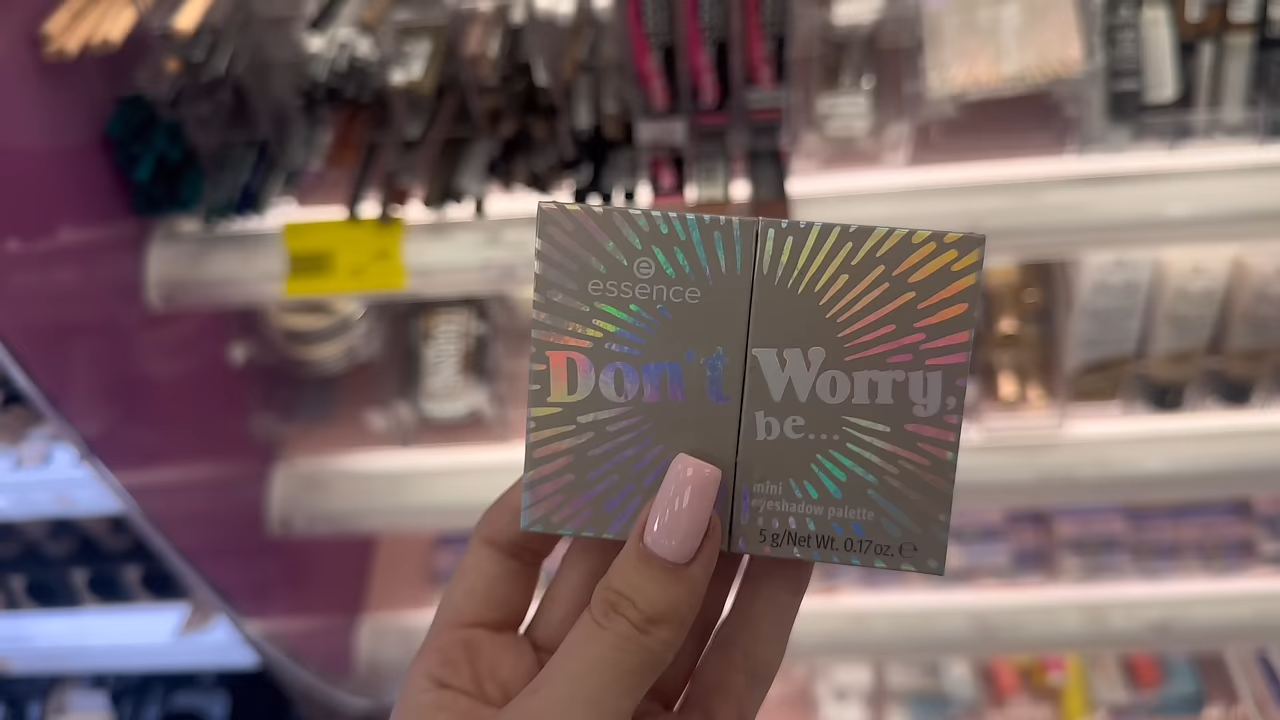 essence
Don't Worry,
be...
mini
eyeshadow palette
5 g/Net Wt. 0.17 oz. ℮